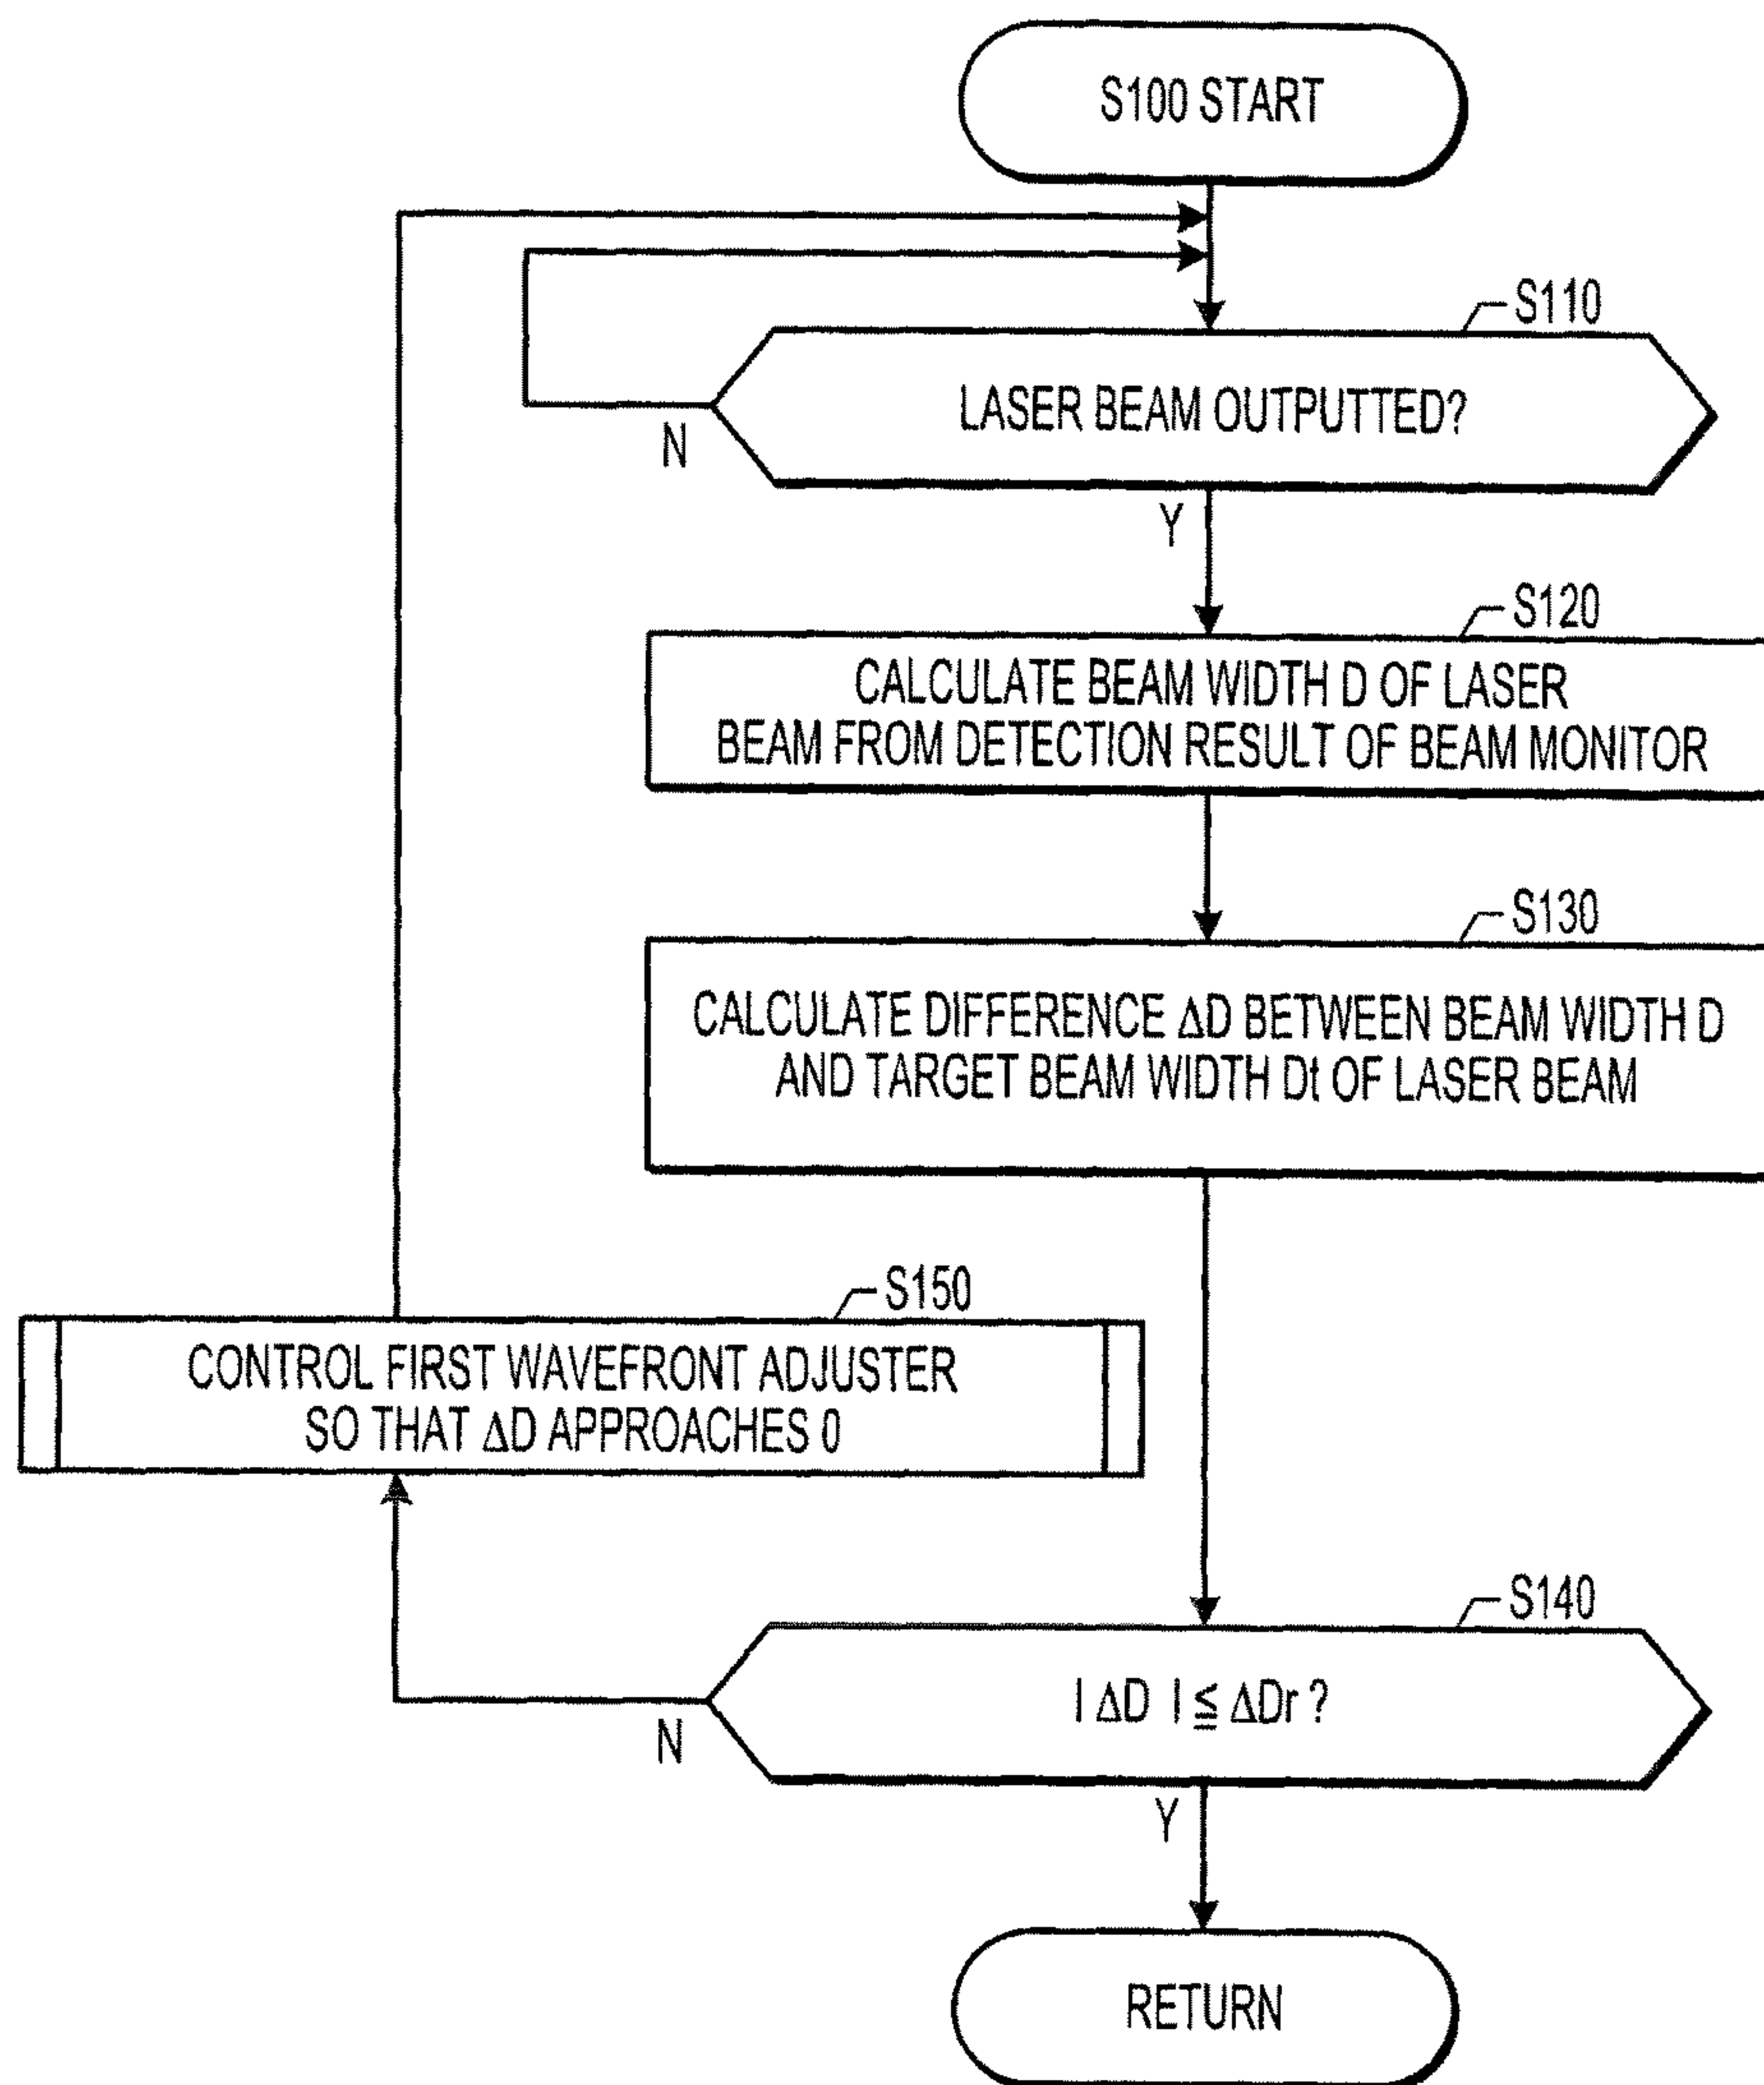 S100 START
S110
LASER BEAM OUTPUTTED?
N
Y
S120
CALCULATE BEAM WIDTH D OF LASER
BEAM FROM DETECTION RESULT OF BEAM MONITOR
S130
CALCULATE DIFFERENCE ΔD BETWEEN BEAM WIDTH D
AND TARGET BEAM WIDTH Dt OF LASER BEAM
S150
CONTROL FIRST WAVEFRONT ADJUSTER
SO THAT ΔD APPROACHES 0
S140
| ΔD | ≦ ΔDr ?
N
Y
RETURN